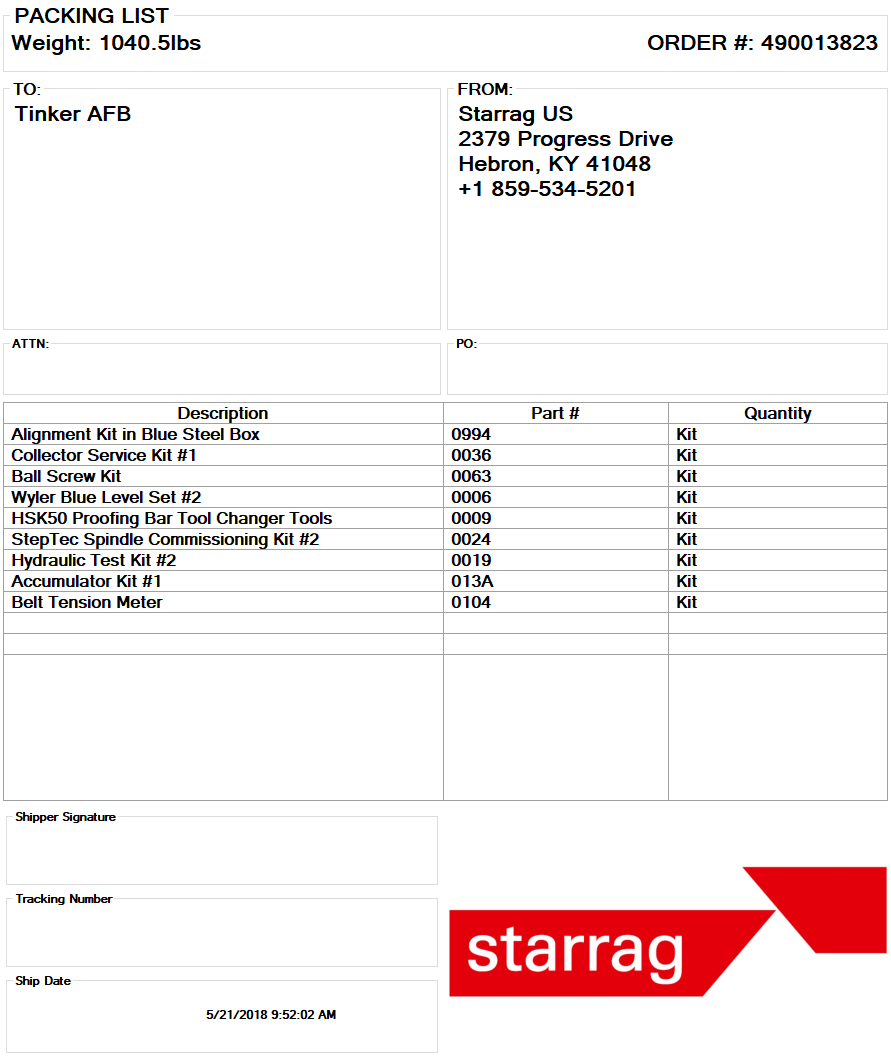 PACKING LIST
Weight: 1040.5lbs
ORDER #: 490013823
TO:
Tinker AFB
FROM:
Starrag US
2379 Progress Drive
Hebron, KY 41048
+1 859-534-5201
ATTN:
PO:
Description Part # Quantity
Alignment Kit in Blue Steel Box 0994 Kit
Collector Service Kit #1 0036 Kit
Ball Screw Kit 0063 Kit
Wyler Blue Level Set #2 0006 Kit
HSK50 Proofing Bar Tool Changer Tools 0009 Kit
StepTec Spindle Commissioning Kit #2 0024 Kit
Hydraulic Test Kit #2 0019 Kit
Accumulator Kit #1 013A Kit
Belt Tension Meter 0104 Kit
Shipper Signature
Tracking Number
Ship Date
5/21/2018 9:52:02 AM
starrag